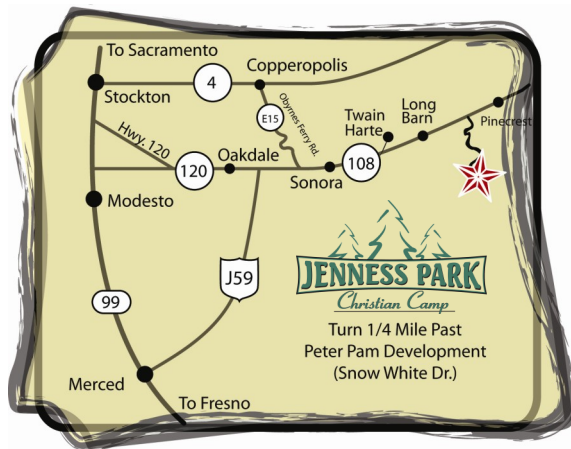 To Sacramento
Copperopolis
4
Stockton
Hwy. 120
E15
Obyrnes Ferry Rd.
Twain
Harte
Long
Barn
Pinecrest
Oakdale
120
Sonora
108
Modesto
J59
99
JENNESS PARK
Christian Camp
Turn 1/4 Mile Past
Peter Pam Development
(Snow White Dr.)
Merced
To Fresno